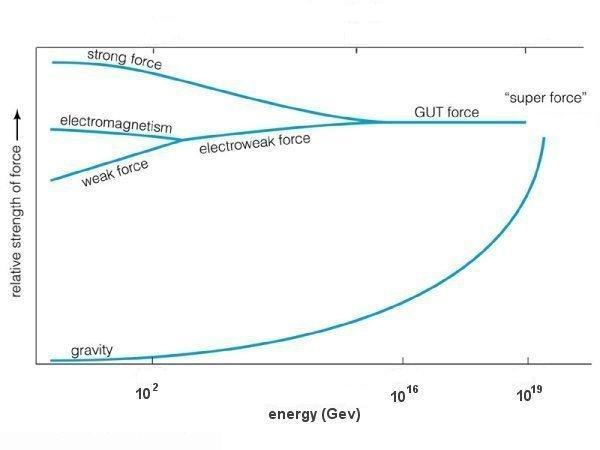 strong force
"super force"
GUT force
electromagnetism
electroweak force
weak force
relative strength of force
gravity
10²
10¹⁶
10¹⁹
energy (Gev)